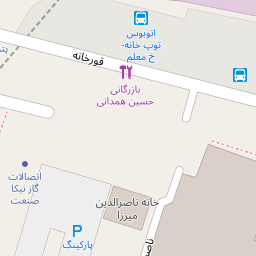 اتوبوس
توپ خانه-
خ معلم
قورخانه
بازرگانی
حسین همدانی
اتصالات
گاز نیکا
صنعت
خانه ناصرالدین
میرزا
P
پارکینگ